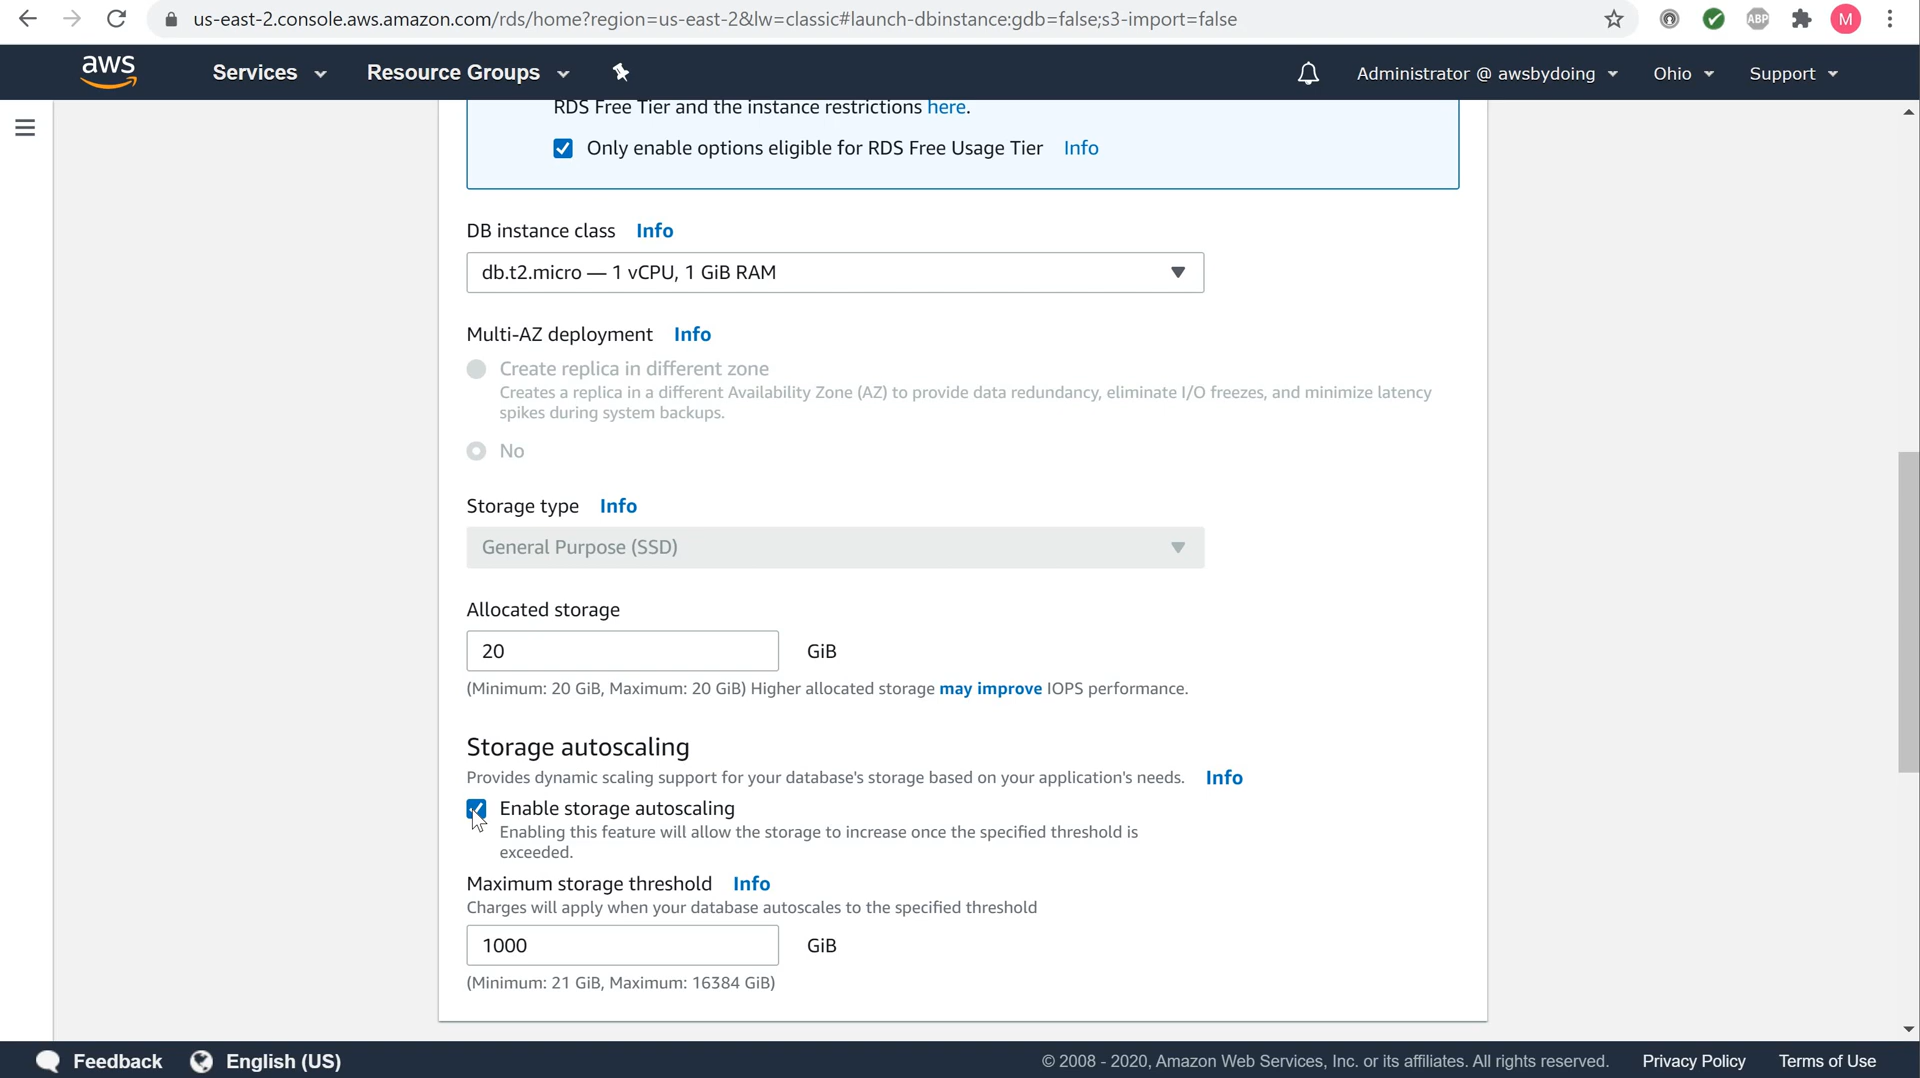 us-east-2.console.aws.amazon.com/rds/home?region=us-east-2&lw=classic#launch-dbinstance:gdb=false;s3-import=false
ABP
M
aws
Services
Resource Groups
Administrator @ awsbydoing
Ohio
Support
RDS Free Tier and the instance restrictions here.
Only enable options eligible for RDS Free Usage Tier Info
DB instance class Info
db.t2.micro — 1 vCPU, 1 GiB RAM
Multi-AZ deployment Info
Create replica in different zone
Creates a replica in a different Availability Zone (AZ) to provide data redundancy, eliminate I/O freezes, and minimize latency
spikes during system backups.
No
Storage type Info
General Purpose (SSD)
Allocated storage
20 GiB
(Minimum: 20 GiB, Maximum: 20 GiB) Higher allocated storage may improve IOPS performance.
Storage autoscaling
Provides dynamic scaling support for your database's storage based on your application's needs. Info
Enable storage autoscaling
Enabling this feature will allow the storage to increase once the specified threshold is
exceeded.
Maximum storage threshold Info
Charges will apply when your database autoscales to the specified threshold
1000 GiB
(Minimum: 21 GiB, Maximum: 16384 GiB)
Feedback
English (US)
© 2008 - 2020, Amazon Web Services, Inc. or its affiliates. All rights reserved.
Privacy Policy
Terms of Use